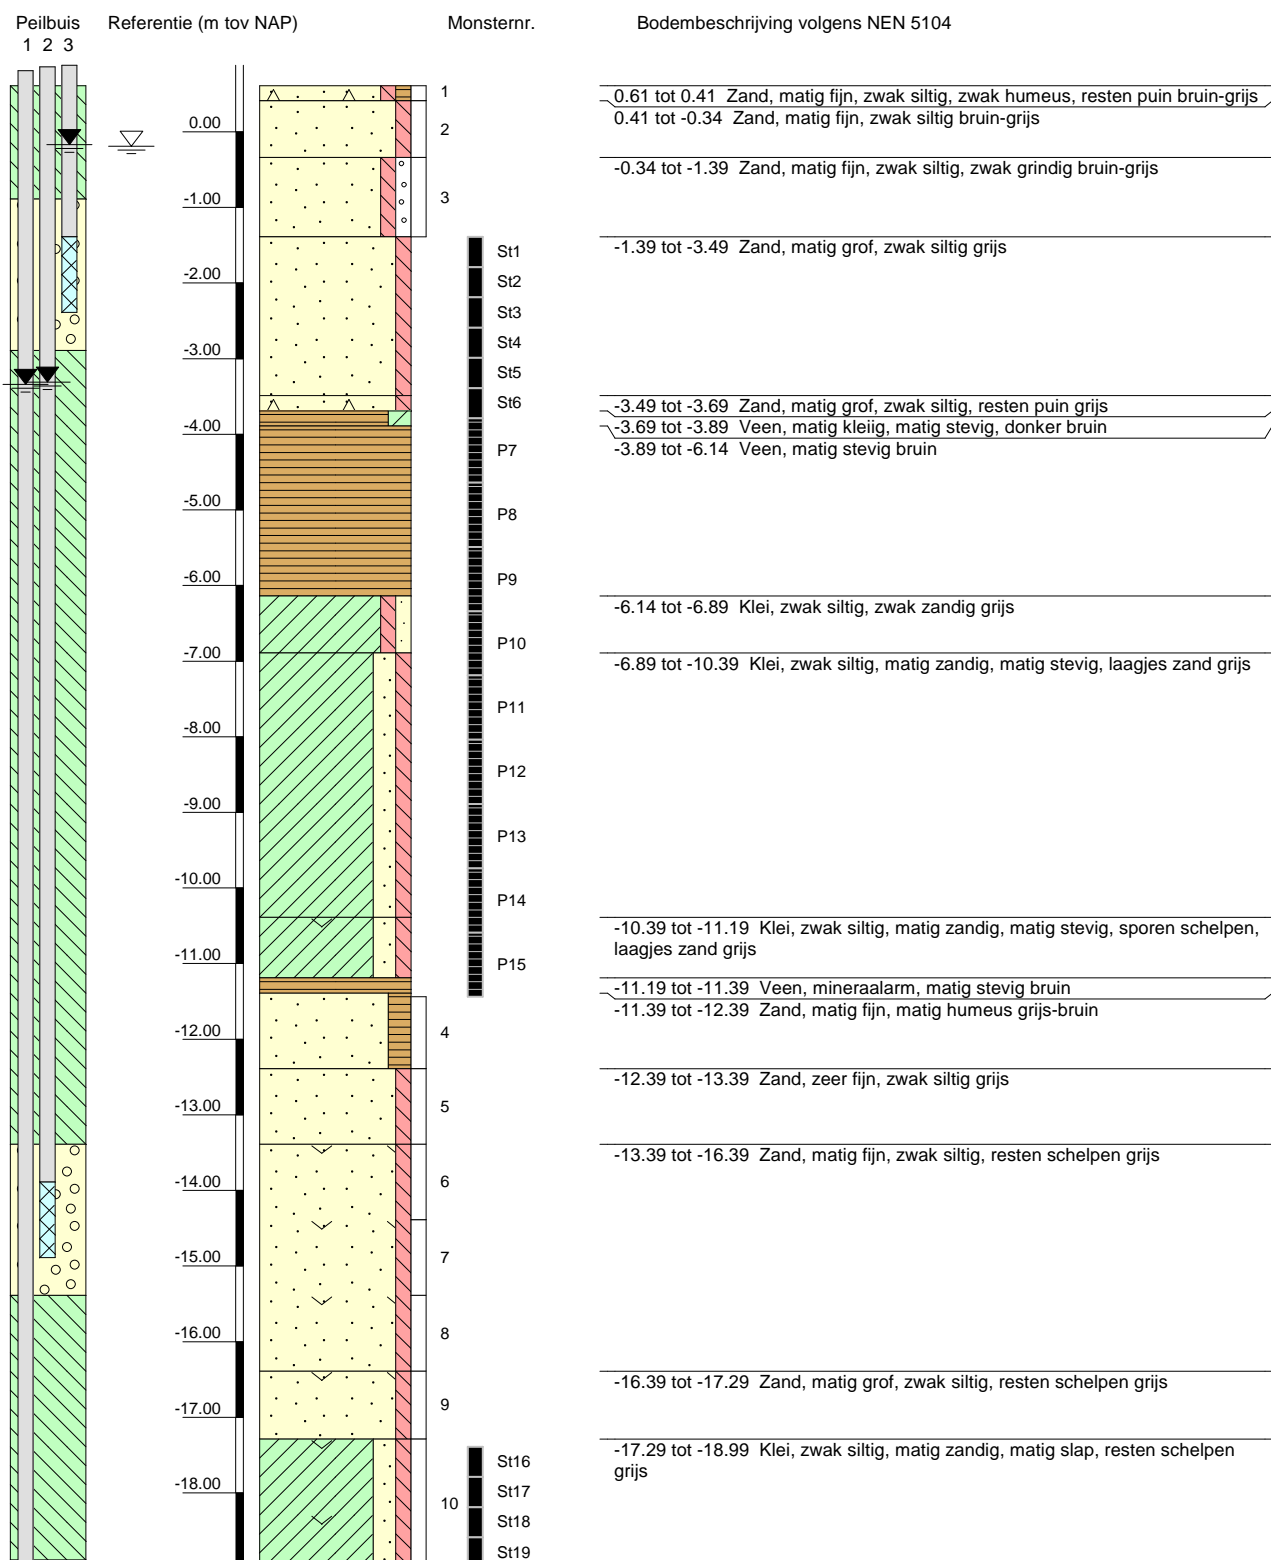 Peilbuis Referentie (m tov NAP) Monsternr. Bodembeschrijving volgens NEN 5104
1 2 3
1 0.61 tot 0.41 Zand, matig fijn, zwak siltig, zwak humeus, resten puin bruin-grijs
0.00 2 0.41 tot -0.34 Zand, matig fijn, zwak siltig bruin-grijs
-0.34 tot -1.39 Zand, matig fijn, zwak siltig, zwak grindig bruin-grijs
-1.00 3
St1 -1.39 tot -3.49 Zand, matig grof, zwak siltig grijs
-2.00 St2
St3
St4
-3.00
St5
St6 -3.49 tot -3.69 Zand, matig grof, zwak siltig, resten puin grijs
-4.00 -3.69 tot -3.89 Veen, matig kleiig, matig stevig, donker bruin
P7 -3.89 tot -6.14 Veen, matig stevig bruin
-5.00
P8
-6.00 P9
-6.14 tot -6.89 Klei, zwak siltig, zwak zandig grijs
P10
-7.00 -6.89 tot -10.39 Klei, zwak siltig, matig zandig, matig stevig, laagjes zand grijs
P11
-8.00
P12
-9.00
P13
-10.00
P14
-10.39 tot -11.19 Klei, zwak siltig, matig zandig, matig stevig, sporen schelpen,
laagjes zand grijs
-11.00
P15
-11.19 tot -11.39 Veen, mineraalarm, matig stevig bruin
-11.39 tot -12.39 Zand, matig fijn, matig humeus grijs-bruin
-12.00 4
-12.39 tot -13.39 Zand, zeer fijn, zwak siltig grijs
-13.00 5
-13.39 tot -16.39 Zand, matig fijn, zwak siltig, resten schelpen grijs
-14.00 6
-15.00 7
-16.00 8
-16.39 tot -17.29 Zand, matig grof, zwak siltig, resten schelpen grijs
-17.00 9
-17.29 tot -18.99 Klei, zwak siltig, matig zandig, matig slap, resten schelpen
St16 grijs
-18.00 St17
10
St18
St19